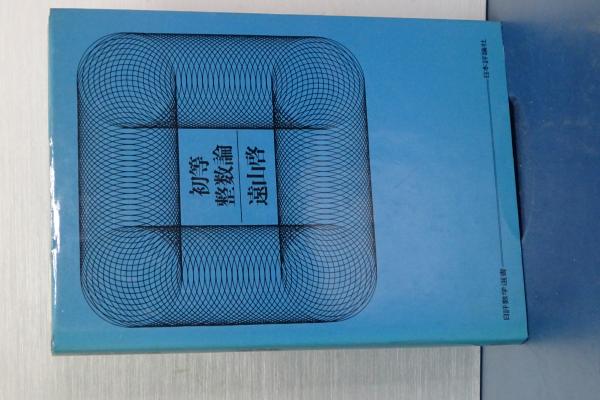 初等
整数論
遠山啓
日評数学選書
日本評論社